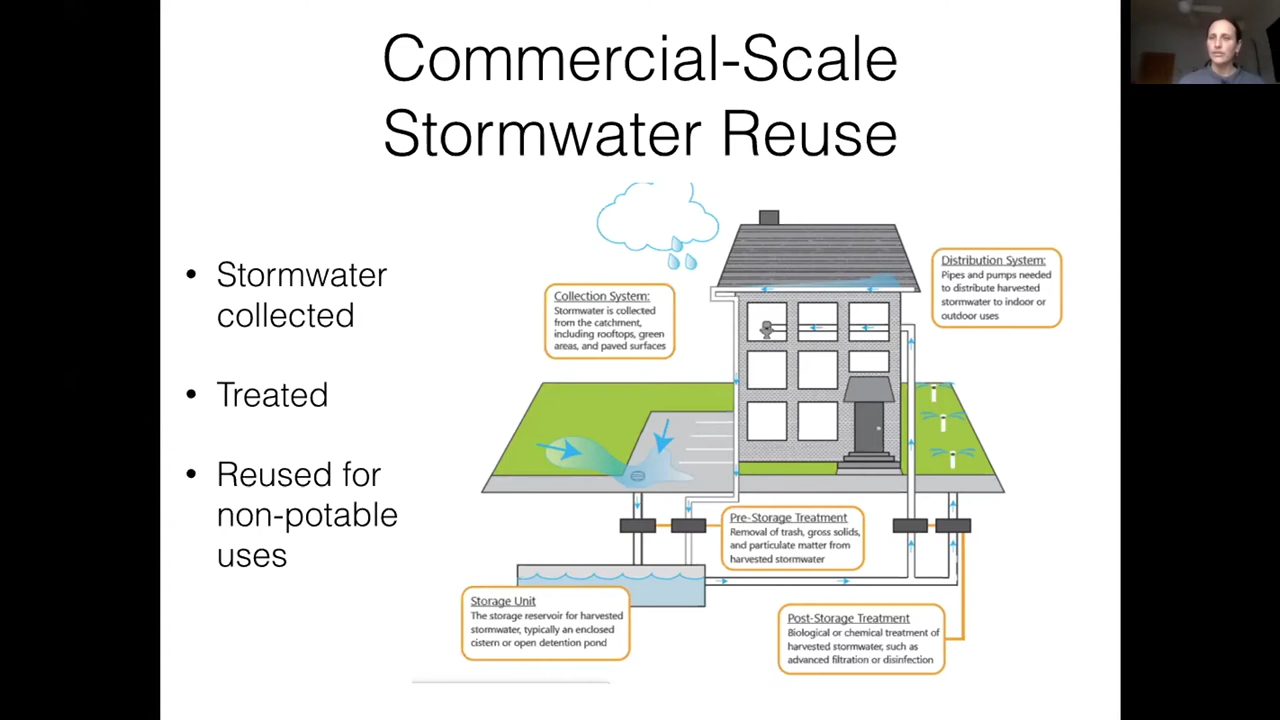 Commercial-Scale
Stormwater Reuse
• Stormwater
collected
• Treated
• Reused for
non-potable
uses
Collection System:
Stormwater is collected
from the catchment,
including rooftops, green
areas, and paved surfaces
Distribution System:
Pipes and pumps needed
to distribute harvested
stormwater to indoor or
outdoor uses
Pre-Storage Treatment
Removal of trash, gross solids,
and particulate matter from
harvested stormwater
Storage Unit
The storage reservoir for harvested
stormwater, typically an enclosed
cistern or open detention pond
Post-Storage Treatment
Biological or chemical treatment of
harvested stormwater, such as
advanced filtration or disinfection